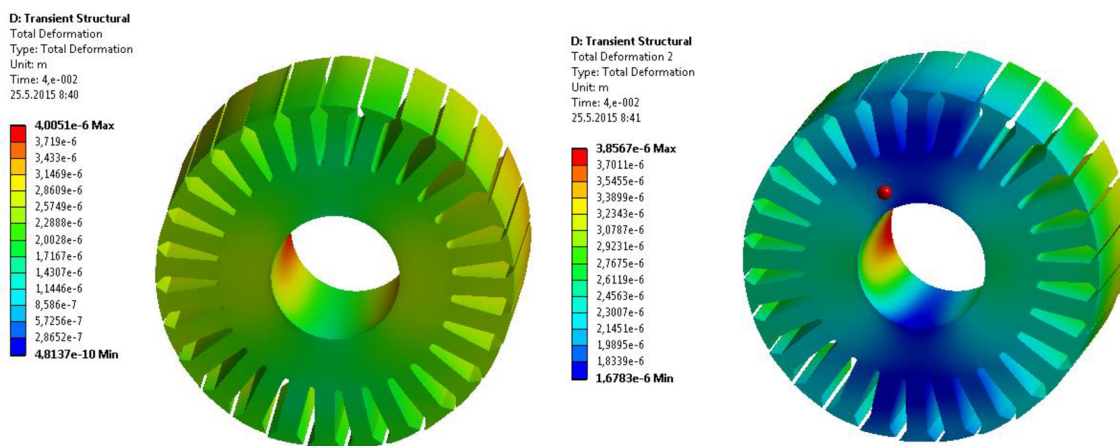 D: Transient Structural
Total Deformation
Type: Total Deformation
Unit: m
Time: 4,e-002
25.5.2015 8:40
4,0051e-6 Max
3,719e-6
3,433e-6
3,1469e-6
2,8609e-6
2,5749e-6
2,2888e-6
2,0028e-6
1,7167e-6
1,4307e-6
1,1446e-6
8,586e-7
5,7256e-7
2,8652e-7
4,8137e-10 Min
D: Transient Structural
Total Deformation 2
Type: Total Deformation
Unit: m
Time: 4,e-002
25.5.2015 8:41
3,8567e-6 Max
3,7011e-6
3,5455e-6
3,3899e-6
3,2343e-6
3,0787e-6
2,9231e-6
2,7675e-6
2,6119e-6
2,4563e-6
2,3007e-6
2,1451e-6
1,9895e-6
1,8339e-6
1,6783e-6 Min